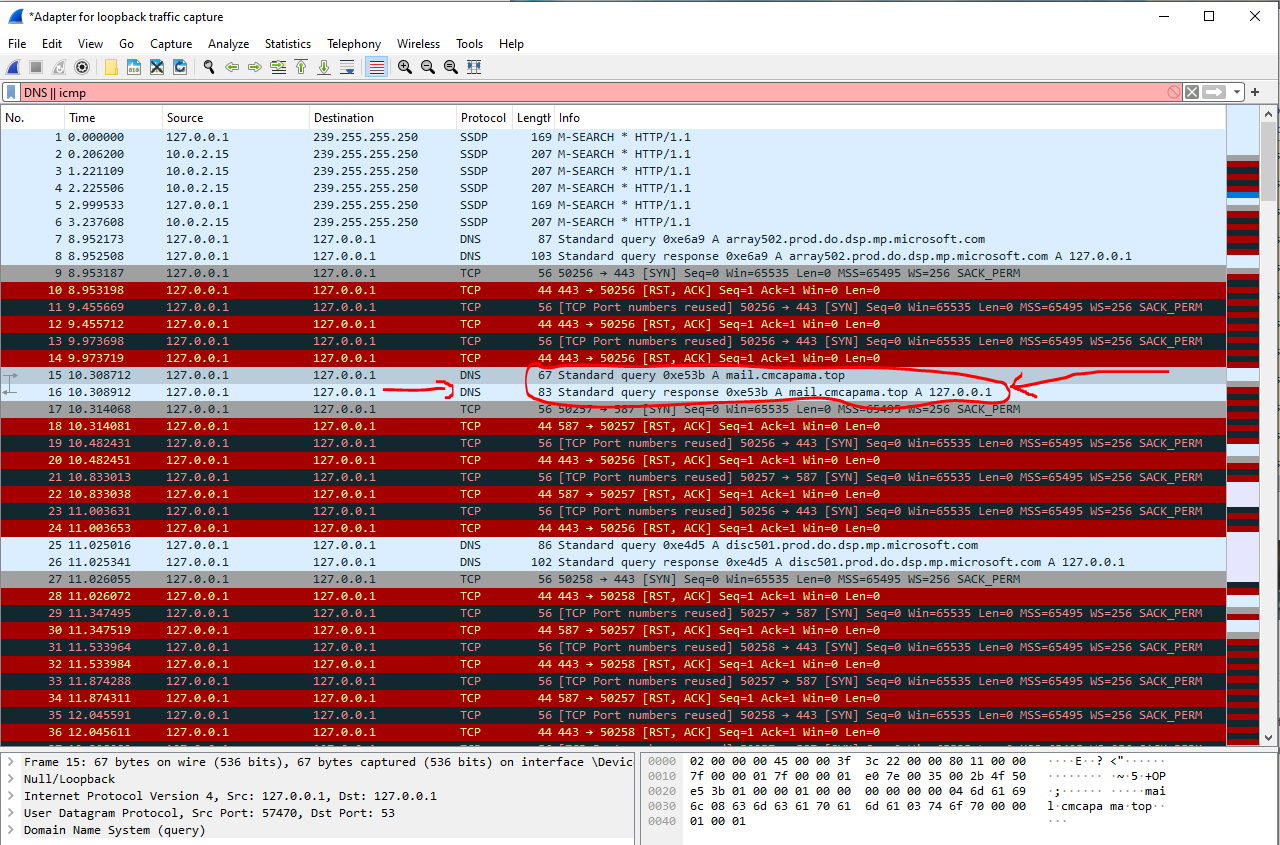 *Adapter for loopback traffic capture
File Edit View Go Capture Analyze Statistics Telephony Wireless Tools Help
DNS || icmp
No. Time Source Destination Protocol Length Info
1 0.000000 127.0.0.1 239.255.255.250 SSDP 169 M-SEARCH * HTTP/1.1
2 0.206200 10.0.2.15 239.255.255.250 SSDP 207 M-SEARCH * HTTP/1.1
3 1.221109 10.0.2.15 239.255.255.250 SSDP 207 M-SEARCH * HTTP/1.1
4 2.225506 10.0.2.15 239.255.255.250 SSDP 207 M-SEARCH * HTTP/1.1
5 2.999533 127.0.0.1 239.255.255.250 SSDP 169 M-SEARCH * HTTP/1.1
6 3.237608 10.0.2.15 239.255.255.250 SSDP 207 M-SEARCH * HTTP/1.1
7 8.952173 127.0.0.1 127.0.0.1 DNS 87 Standard query 0xe6a9 A array502.prod.do.dsp.mp.microsoft.com
8 8.952508 127.0.0.1 127.0.0.1 DNS 103 Standard query response 0xe6a9 A array502.prod.do.dsp.mp.microsoft.com A 127.0.0.1
9 8.953187 127.0.0.1 127.0.0.1 TCP 56 50256 → 443 [SYN] Seq=0 Win=65535 Len=0 MSS=65495 WS=256 SACK_PERM
10 8.953198 127.0.0.1 127.0.0.1 TCP 44 443 → 50256 [RST, ACK] Seq=1 Ack=1 Win=0 Len=0
11 9.455669 127.0.0.1 127.0.0.1 TCP 56 [TCP Port numbers reused] 50256 → 443 [SYN] Seq=0 Win=65535 Len=0 MSS=65495 WS=256 SACK_PERM
12 9.455712 127.0.0.1 127.0.0.1 TCP 44 443 → 50256 [RST, ACK] Seq=1 Ack=1 Win=0 Len=0
13 9.973698 127.0.0.1 127.0.0.1 TCP 56 [TCP Port numbers reused] 50256 → 443 [SYN] Seq=0 Win=65535 Len=0 MSS=65495 WS=256 SACK_PERM
14 9.973719 127.0.0.1 127.0.0.1 TCP 44 443 → 50256 [RST, ACK] Seq=1 Ack=1 Win=0 Len=0
15 10.308712 127.0.0.1 127.0.0.1 DNS 67 Standard query 0xe53b A mail.cmcapama.top
16 10.308912 127.0.0.1 127.0.0.1 DNS 83 Standard query response 0xe53b A mail.cmcapama.top A 127.0.0.1
17 10.314068 127.0.0.1 127.0.0.1 TCP 56 50257 → 587 [SYN] Seq=0 Win=65535 Len=0 MSS=65495 WS=256 SACK_PERM
18 10.314081 127.0.0.1 127.0.0.1 TCP 44 587 → 50257 [RST, ACK] Seq=1 Ack=1 Win=0 Len=0
19 10.482431 127.0.0.1 127.0.0.1 TCP 56 [TCP Port numbers reused] 50256 → 443 [SYN] Seq=0 Win=65535 Len=0 MSS=65495 WS=256 SACK_PERM
20 10.482451 127.0.0.1 127.0.0.1 TCP 44 443 → 50256 [RST, ACK] Seq=1 Ack=1 Win=0 Len=0
21 10.833013 127.0.0.1 127.0.0.1 TCP 56 [TCP Port numbers reused] 50257 → 587 [SYN] Seq=0 Win=65535 Len=0 MSS=65495 WS=256 SACK_PERM
22 10.833038 127.0.0.1 127.0.0.1 TCP 44 587 → 50257 [RST, ACK] Seq=1 Ack=1 Win=0 Len=0
23 11.003631 127.0.0.1 127.0.0.1 TCP 56 [TCP Port numbers reused] 50256 → 443 [SYN] Seq=0 Win=65535 Len=0 MSS=65495 WS=256 SACK_PERM
24 11.003653 127.0.0.1 127.0.0.1 TCP 44 443 → 50256 [RST, ACK] Seq=1 Ack=1 Win=0 Len=0
25 11.025016 127.0.0.1 127.0.0.1 DNS 86 Standard query 0xe4d5 A disc501.prod.do.dsp.mp.microsoft.com
26 11.025341 127.0.0.1 127.0.0.1 DNS 102 Standard query response 0xe4d5 A disc501.prod.do.dsp.mp.microsoft.com A 127.0.0.1
27 11.026055 127.0.0.1 127.0.0.1 TCP 56 50258 → 443 [SYN] Seq=0 Win=65535 Len=0 MSS=65495 WS=256 SACK_PERM
28 11.026072 127.0.0.1 127.0.0.1 TCP 44 443 → 50258 [RST, ACK] Seq=1 Ack=1 Win=0 Len=0
29 11.347495 127.0.0.1 127.0.0.1 TCP 56 [TCP Port numbers reused] 50257 → 587 [SYN] Seq=0 Win=65535 Len=0 MSS=65495 WS=256 SACK_PERM
30 11.347519 127.0.0.1 127.0.0.1 TCP 44 587 → 50257 [RST, ACK] Seq=1 Ack=1 Win=0 Len=0
31 11.533964 127.0.0.1 127.0.0.1 TCP 56 [TCP Port numbers reused] 50258 → 443 [SYN] Seq=0 Win=65535 Len=0 MSS=65495 WS=256 SACK_PERM
32 11.533984 127.0.0.1 127.0.0.1 TCP 44 443 → 50258 [RST, ACK] Seq=1 Ack=1 Win=0 Len=0
33 11.874288 127.0.0.1 127.0.0.1 TCP 56 [TCP Port numbers reused] 50257 → 587 [SYN] Seq=0 Win=65535 Len=0 MSS=65495 WS=256 SACK_PERM
34 11.874311 127.0.0.1 127.0.0.1 TCP 44 587 → 50257 [RST, ACK] Seq=1 Ack=1 Win=0 Len=0
35 12.045591 127.0.0.1 127.0.0.1 TCP 56 [TCP Port numbers reused] 50258 → 443 [SYN] Seq=0 Win=65535 Len=0 MSS=65495 WS=256 SACK_PERM
36 12.045611 127.0.0.1 127.0.0.1 TCP 44 443 → 50258 [RST, ACK] Seq=1 Ack=1 Win=0 Len=0
Frame 15: 67 bytes on wire (536 bits), 67 bytes captured (536 bits) on interface \Devic
Null/Loopback
Internet Protocol Version 4, Src: 127.0.0.1, Dst: 127.0.0.1
User Datagram Protocol, Src Port: 57470, Dst Port: 53
Domain Name System (query)
0000 02 00 00 00 45 00 00 3f 3c 22 00 00 80 11 00 00 ····E··? <"······
0010 7f 00 00 01 7f 00 00 01 e0 7e 00 35 00 2b 4f 50 ········ ·~·5·+OP
0020 e5 3b 01 00 00 01 00 00 00 00 00 00 04 6d 61 69 ·;······ ·····mai
0030 6c 08 63 6d 63 61 70 61 6d 61 03 74 6f 70 00 00 l·cmcapa ma·top··
0040 01 00 01 ···